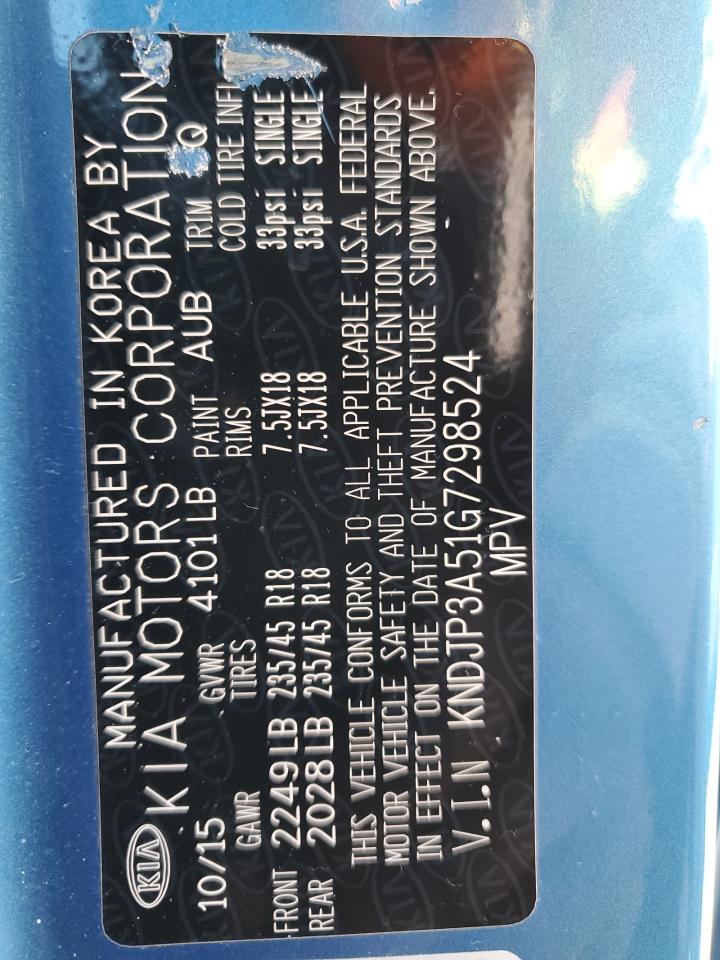 MANUFACTURED IN KOREA BY
KIA KIA MOTORS CORPORATION
10/15 GVWR 4101LB PAINT AUB TRIM Q
GAWR TIRES RIMS COLD TIRE
FRONT 2249LB 235/45 R18 7.5JX18 33psi SINGLE
REAR 2028LB 235/45 R18 7.5JX18 33psi SINGLE
THIS VEHICLE CONFORMS TO ALL APPLICABLE U.S.A. FEDERAL
MOTOR VEHICLE SAFETY AND THEFT PREVENTION STANDARDS
IN EFFECT ON THE DATE OF MANUFACTURE SHOWN ABOVE.
V.I.N KNDJP3A51G7298524
MPV